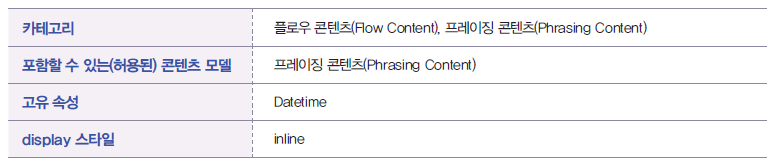 카테고리 플로우 콘텐츠(Flow Content), 프레이징 콘텐츠(Phrasing Content)
포함할 수 있는(허용된) 콘텐츠 모델 프레이징 콘텐츠(Phrasing Content)
고유 속성 Datetime
display 스타일 inline